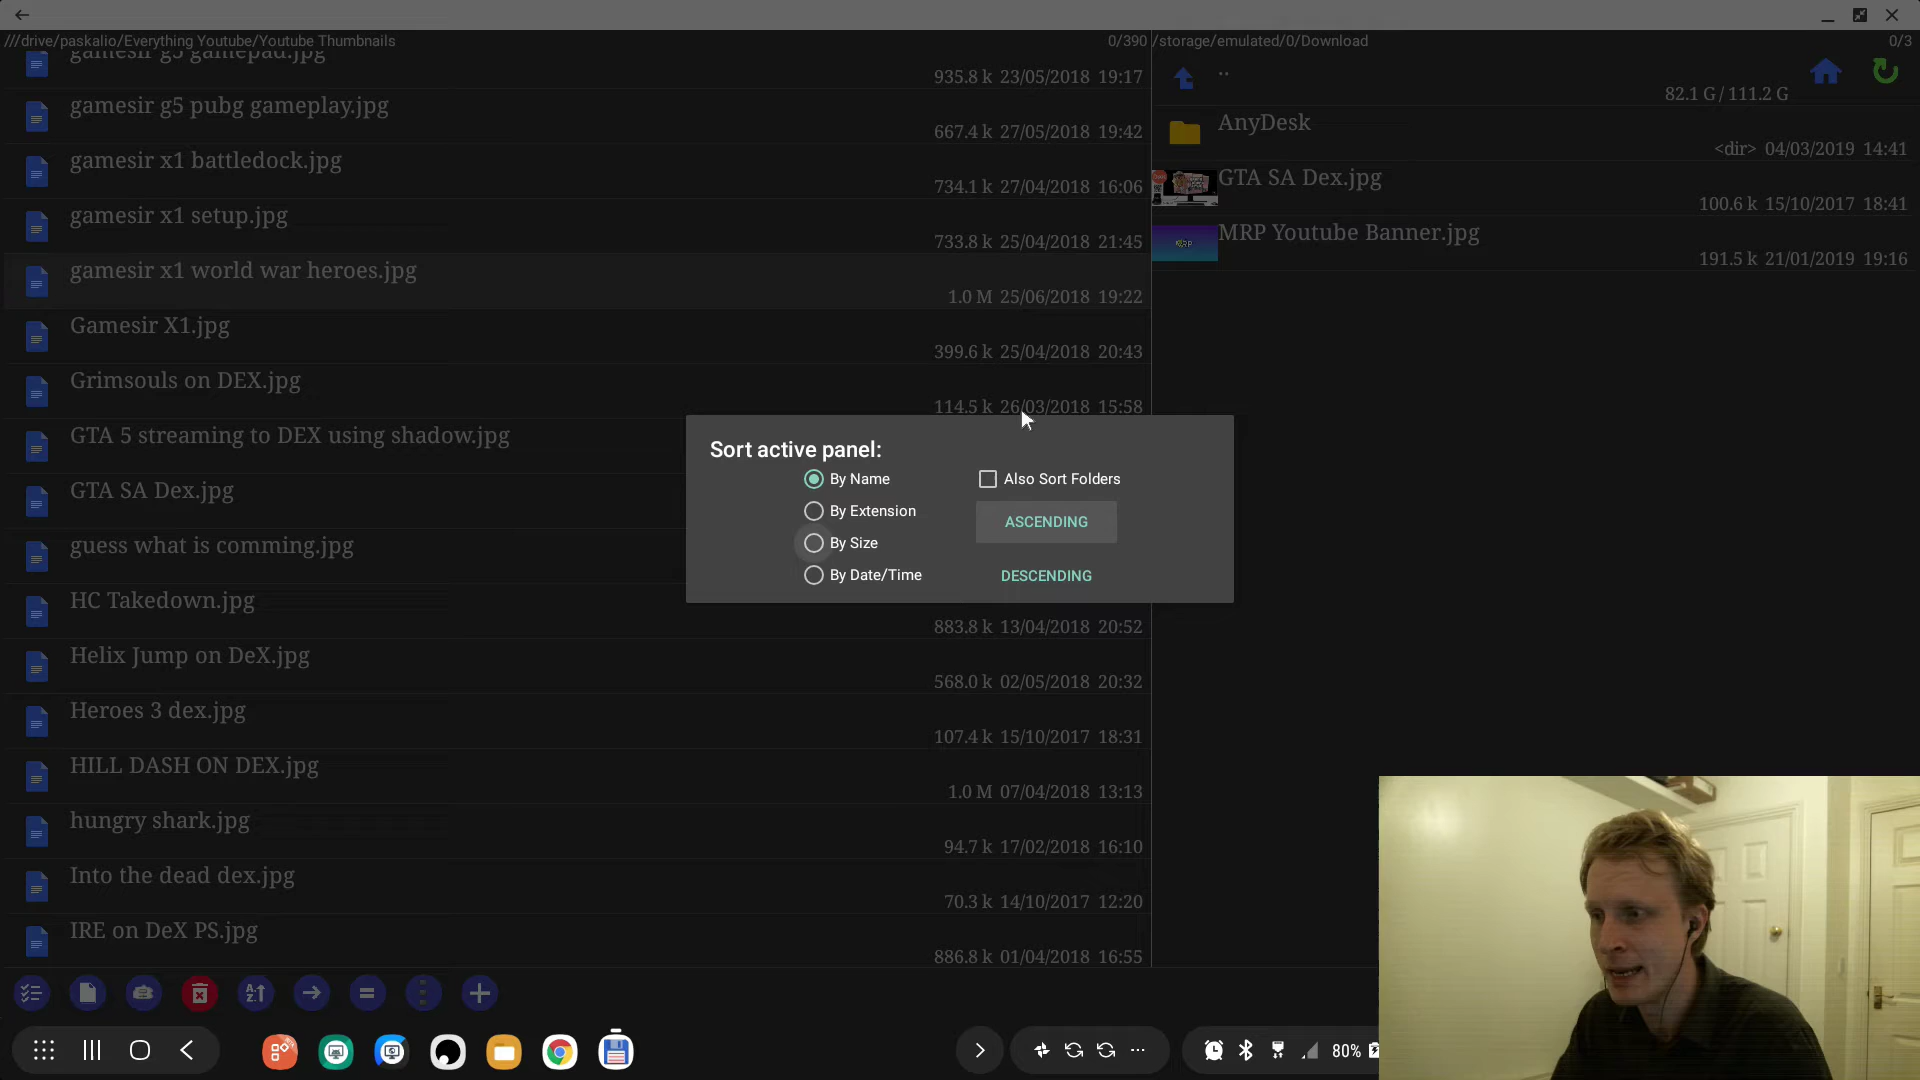 ///drive/paskalio/Everything Youtube/Youtube Thumbnails 0/390
gamesir g5 gamepad.jpg
935.8 k 23/05/2018 19:17
gamesir g5 pubg gameplay.jpg
667.4 k 27/05/2018 19:42
gamesir x1 battledock.jpg
734.1 k 27/04/2018 16:06
gamesir x1 setup.jpg
733.8 k 25/04/2018 21:45
gamesir x1 world war heroes.jpg
1.0 M 25/06/2018 19:22
Gamesir X1.jpg
399.6 k 25/04/2018 20:43
Grimsouls on DEX.jpg
114.5 k 26/03/2018 15:58
GTA 5 streaming to DEX using shadow.jpg
GTA SA Dex.jpg
guess what is comming.jpg
HC Takedown.jpg
883.8 k 13/04/2018 20:52
Helix Jump on DeX.jpg
568.0 k 02/05/2018 20:32
Heroes 3 dex.jpg
107.4 k 15/10/2017 18:31
HILL DASH ON DEX.jpg
1.0 M 07/04/2018 13:13
hungry shark.jpg
94.7 k 17/02/2018 16:10
Into the dead dex.jpg
70.3 k 14/10/2017 12:20
IRE on DeX PS.jpg
886.8 k 01/04/2018 16:55
/storage/emulated/0/Download 0/3
..
82.1 G / 111.2 G
AnyDesk
<dir> 04/03/2019 14:41
GTA SA Dex.jpg
100.6 k 15/10/2017 18:41
MRP Youtube Banner.jpg
191.5 k 21/01/2019 19:16
Sort active panel:
By Name
By Extension
By Size
By Date/Time
Also Sort Folders
ASCENDING
DESCENDING
80%